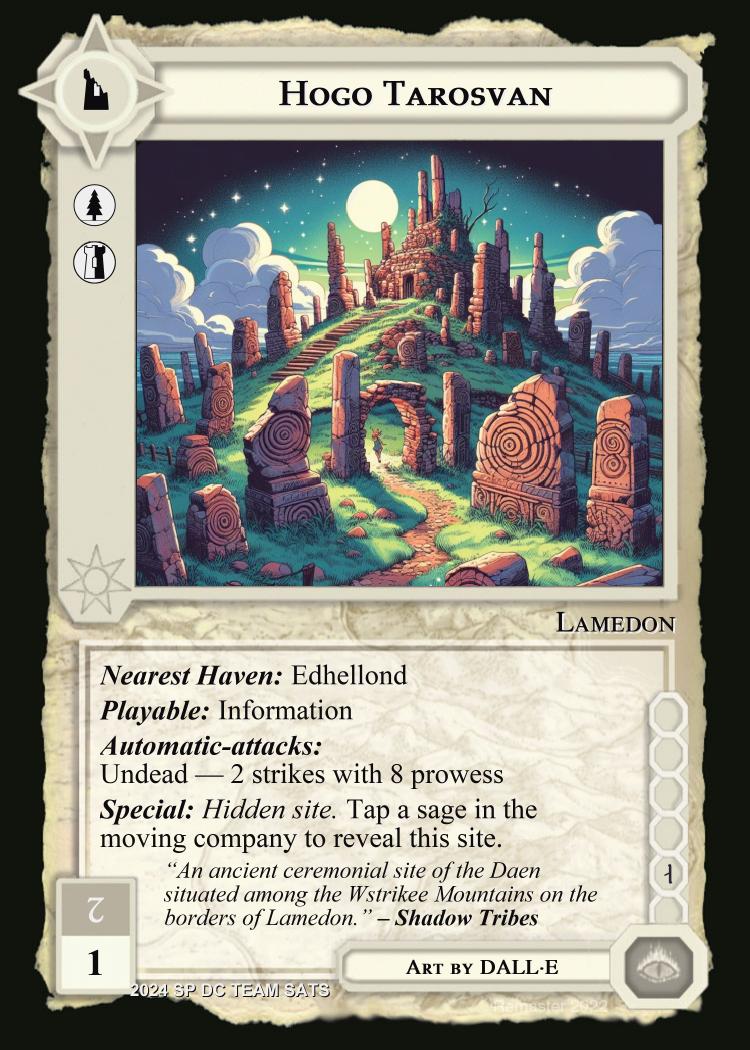 Hogo Tarosvan
Lamedon
Nearest Haven: Edhellond
Playable: Information
Automatic-attacks:
Undead — 2 strikes with 8 prowess
Special: Hidden site. Tap a sage in the
moving company to reveal this site.
“An ancient ceremonial site of the Daen
situated among the Wstrikee Mountains on the
borders of Lamedon.” – Shadow Tribes
2
1
Art by DALL·E
2024 SP DC TEAM SATS
Remaster 2022